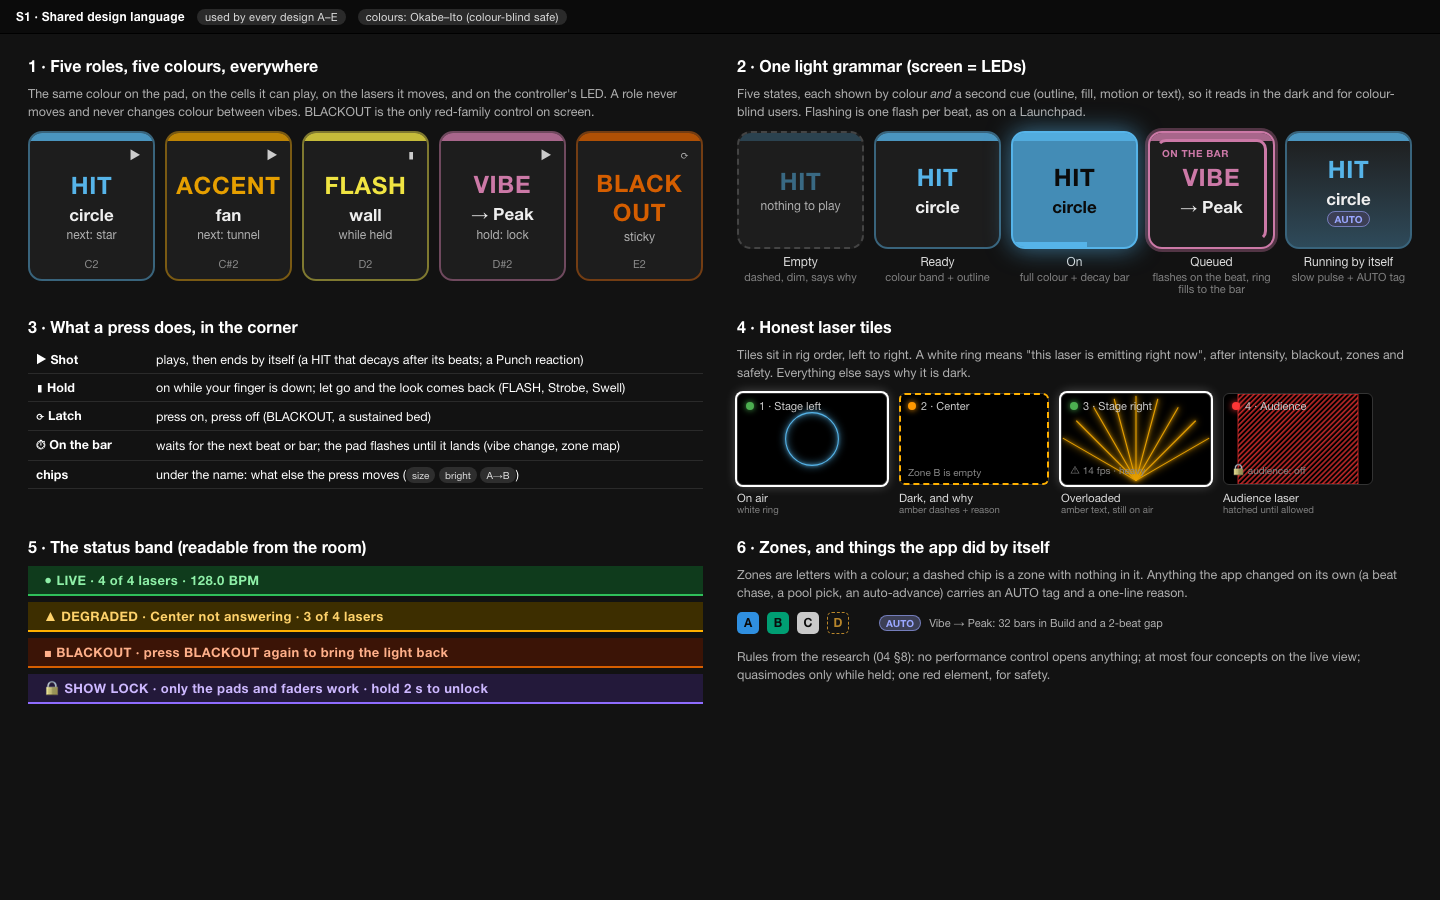 S1 · Shared design language
used by every design A–E
colours: Okabe–Ito (colour-blind safe)
1 · Five roles, five colours, everywhere
The same colour on the pad, on the cells it can play, on the lasers it moves, and on the controller's LED. A role never
moves and never changes colour between vibes. BLACKOUT is the only red-family control on screen.
▶
HIT
circle
next: star
C2
▶
ACCENT
fan
next: tunnel
C#2
▮
FLASH
wall
while held
D2
▶
VIBE
→ Peak
hold: lock
D#2
⟳
BLACK
OUT
sticky
E2
2 · One light grammar (screen = LEDs)
Five states, each shown by colour and a second cue (outline, fill, motion or text), so it reads in the dark and for colour-
blind users. Flashing is one flash per beat, as on a Launchpad.
HIT
nothing to play
Empty
dashed, dim, says why
HIT
circle
Ready
colour band + outline
HIT
circle
On
full colour + decay bar
ON THE BAR
VIBE
→ Peak
Queued
flashes on the beat, ring
fills to the bar
HIT
circle
AUTO
Running by itself
slow pulse + AUTO tag
3 · What a press does, in the corner
▶ Shot plays, then ends by itself (a HIT that decays after its beats; a Punch reaction)
▮ Hold on while your finger is down; let go and the look comes back (FLASH, Strobe, Swell)
⟳ Latch press on, press off (BLACKOUT, a sustained bed)
⏱ On the bar waits for the next beat or bar; the pad flashes until it lands (vibe change, zone map)
chips under the name: what else the press moves (size bright A→B)
4 · Honest laser tiles
Tiles sit in rig order, left to right. A white ring means "this laser is emitting right now", after intensity, blackout, zones and
safety. Everything else says why it is dark.
1 · Stage left
On air
white ring
2 · Center
Zone B is empty
Dark, and why
amber dashes + reason
3 · Stage right
⚠ 14 fps ·
Overloaded
amber text, still on air
4 · Audience
🔒 audience: off
Audience laser
hatched until allowed
5 · The status band (readable from the room)
● LIVE · 4 of 4 lasers · 128.0 BPM
▲ DEGRADED · Center not answering · 3 of 4 lasers
■ BLACKOUT · press BLACKOUT again to bring the light back
🔒 SHOW LOCK · only the pads and faders work · hold 2 s to unlock
6 · Zones, and things the app did by itself
Zones are letters with a colour; a dashed chip is a zone with nothing in it. Anything the app changed on its own (a beat
chase, a pool pick, an auto-advance) carries an AUTO tag and a one-line reason.
A B C D
AUTO Vibe → Peak: 32 bars in Build and a 2-beat gap
Rules from the research (04 §8): no performance control opens anything; at most four concepts on the live view;
quasimodes only while held; one red element, for safety.